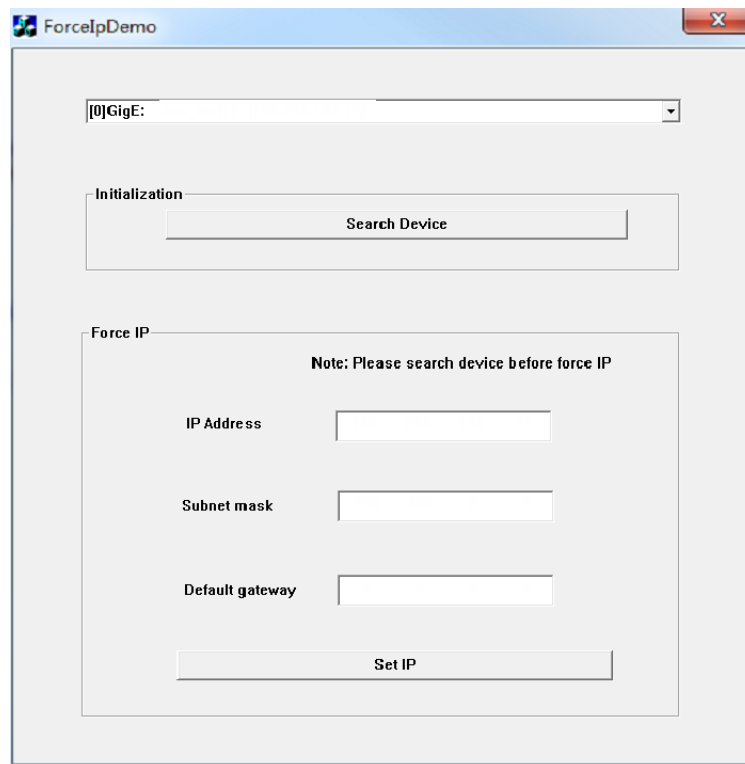 ForceIpDemo
[0]GigE:
Initialization
Search Device
Force IP
Note: Please search device before force IP
IP Address
Subnet mask
Default gateway
Set IP